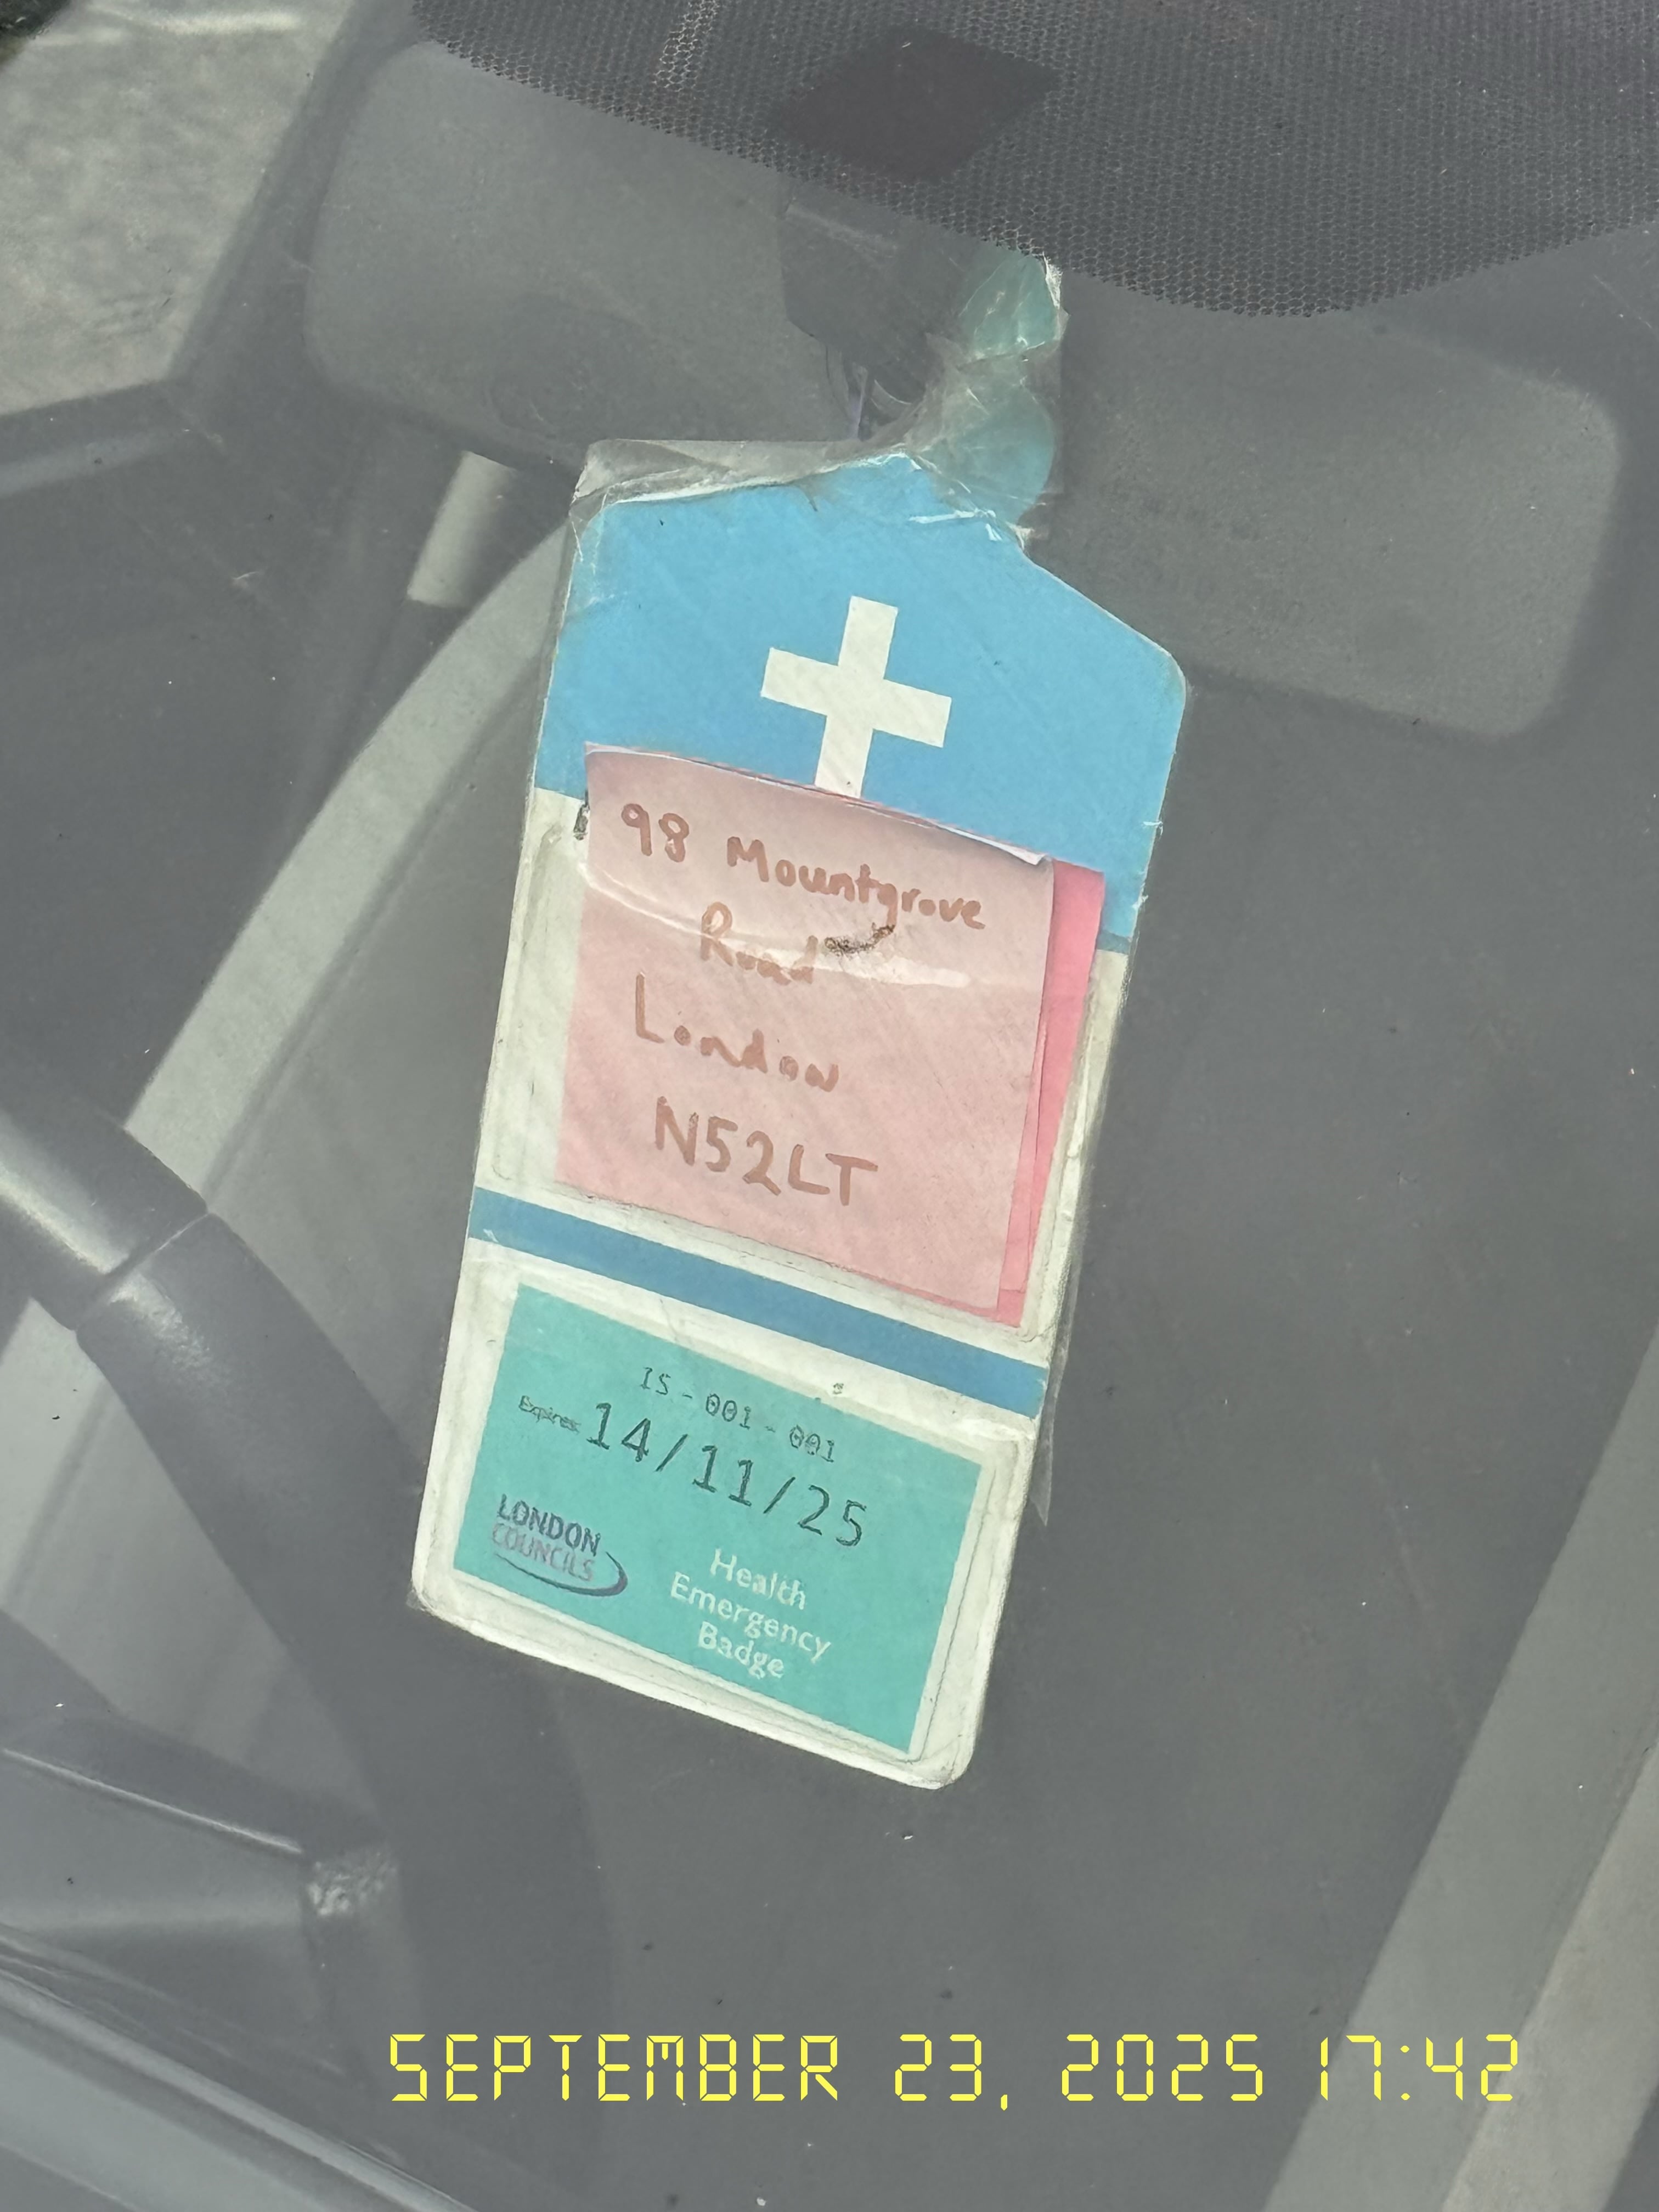 98 Mountgrove
Road
London
N52LT
IS-001-001
Expires 14/11/25
LONDON
COUNCILS
Health
Emergency
Badge
SEPTEMBER 23, 2025 17:42